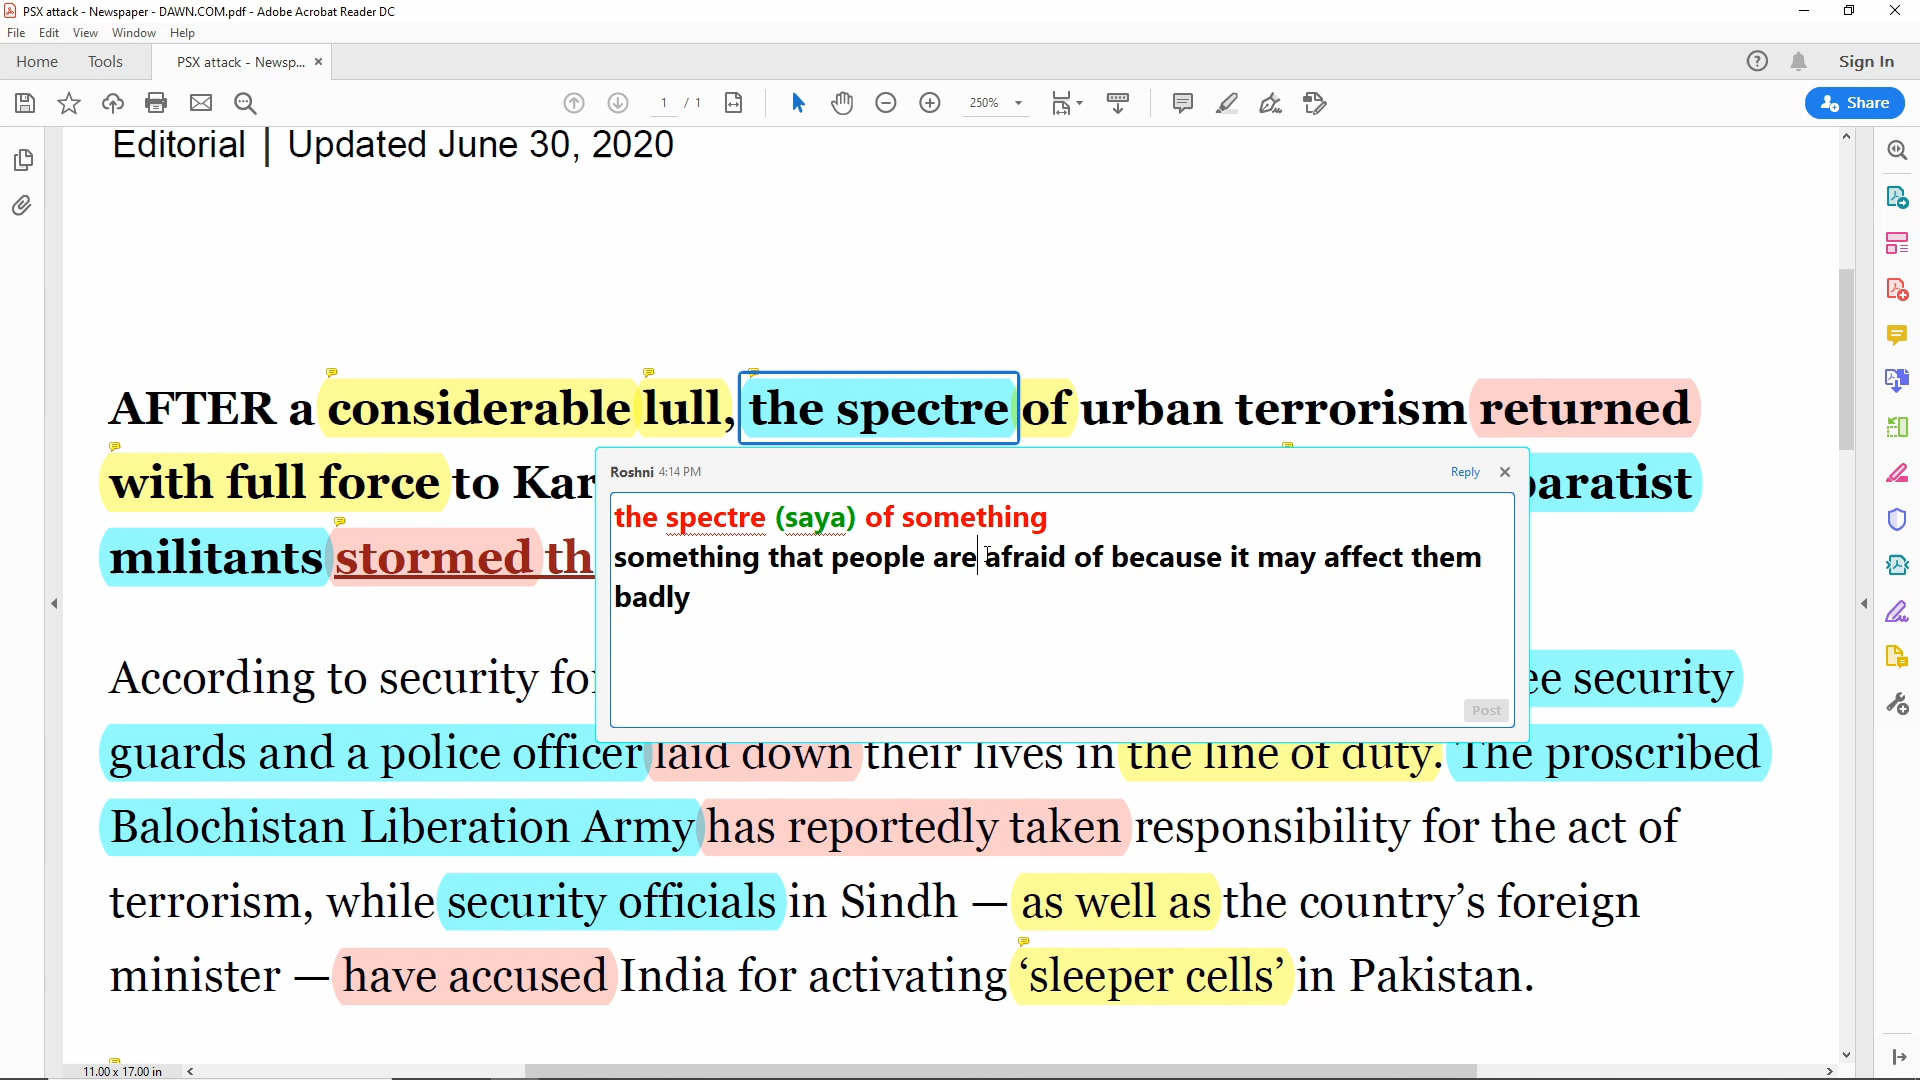 PSX attack - Newspaper - DAWN.COM.pdf - Adobe Acrobat Reader DC
File Edit View Window Help
Home Tools PSX attack - Newsp... × Sign In
1 / 1 250% Share
Editorial | Updated June 30, 2020
AFTER a considerable lull, the spectre of urban terrorism returned
with full force to Kar paratist
militants stormed th
Roshni 4:14 PM Reply
the spectre (saya) of something
something that people are afraid of because it may affect them
badly
Post
According to security for ee security
guards and a police officer laid down their lives in the line of duty. The proscribed
Balochistan Liberation Army has reportedly taken responsibility for the act of
terrorism, while security officials in Sindh — as well as the country’s foreign
minister — have accused India for activating ‘sleeper cells’ in Pakistan.
11.00 x 17.00 in